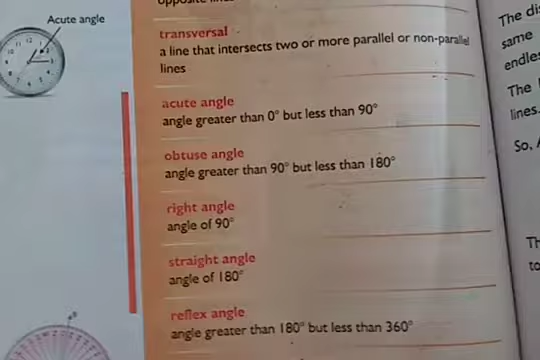 Acute angle
opposite lines
transversal
a line that intersects two or more parallel or non-parallel
lines
acute angle
angle greater than 0° but less than 90°
obtuse angle
angle greater than 90° but less than 180°
right angle
angle of 90°
straight angle
angle of 180°
reflex angle
angle greater than 180° but less than 360°
The
same
The
lines.
So,
to